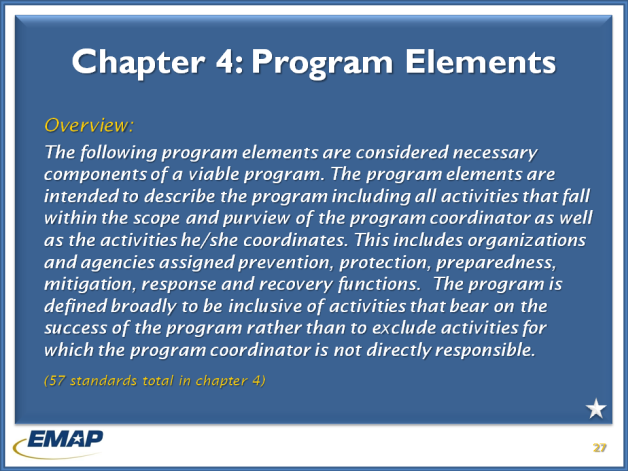 Chapter 4: Program Elements
Overview:
The following program elements are considered necessary
components of a viable program. The program elements are
intended to describe the program including all activities that fall
within the scope and purview of the program coordinator as well
as the activities he/she coordinates. This includes organizations
and agencies assigned prevention, protection, preparedness,
mitigation, response and recovery functions.  The program is
defined broadly to be inclusive of activities that bear on the
success of the program rather than to exclude activities for
which the program coordinator is not directly responsible.
(57 standards total in chapter 4)
EMAP
27